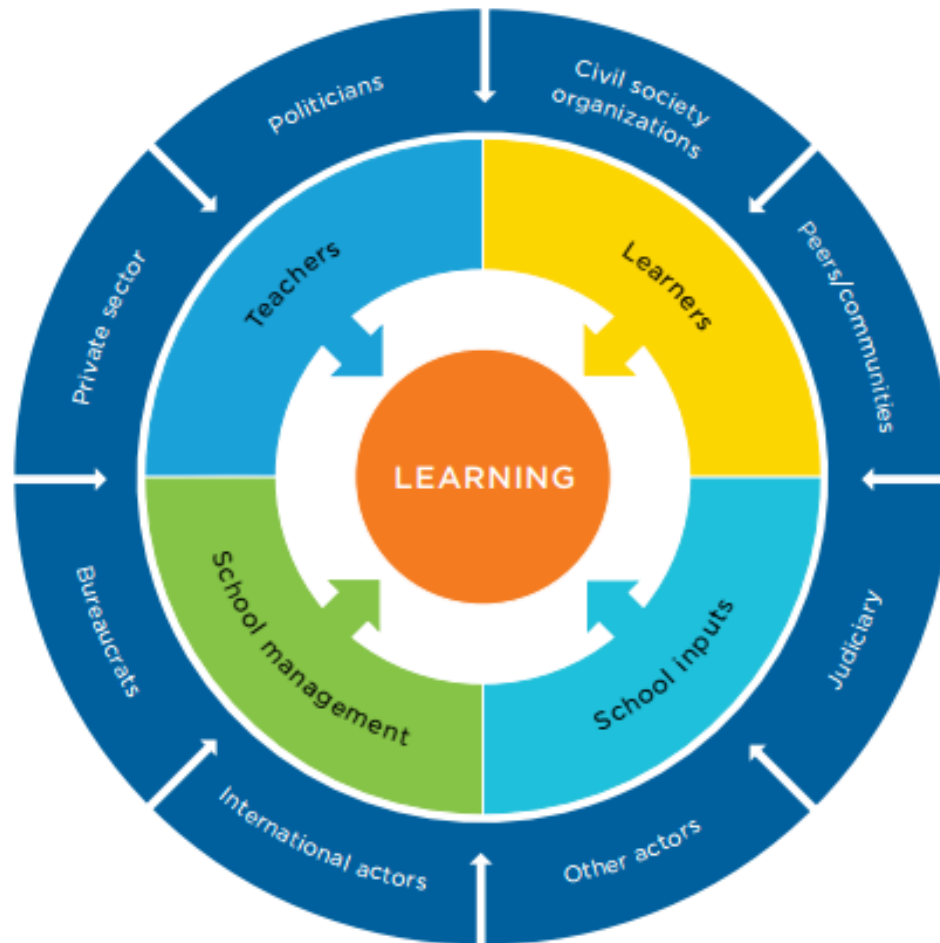 Politicians
Civil society
organizations
Private sector
Peers/communities
Teachers
Learners
LEARNING
School management
School inputs
Bureaucrats
Judiciary
International actors
Other actors